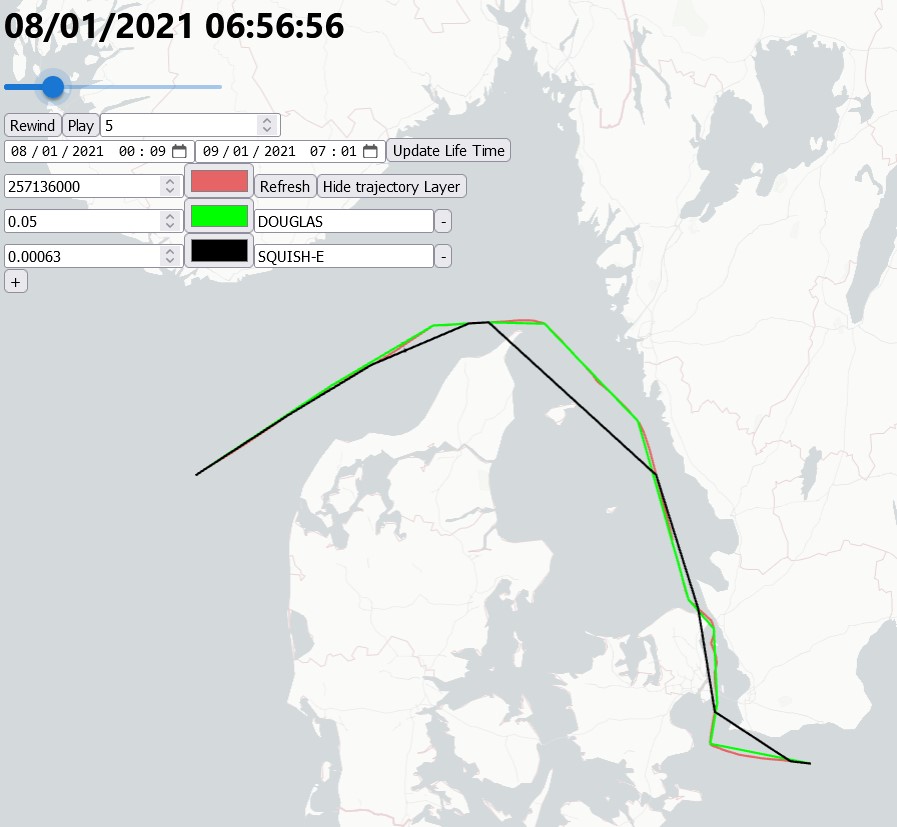 08/01/2021 06:56:56
Rewind Play 5
08/01/2021 00:09 09/01/2021 07:01 Update Life Time
257136000 Refresh Hide trajectory Layer
0.05 DOUGLAS -
0.00063 SQUISH-E -
+